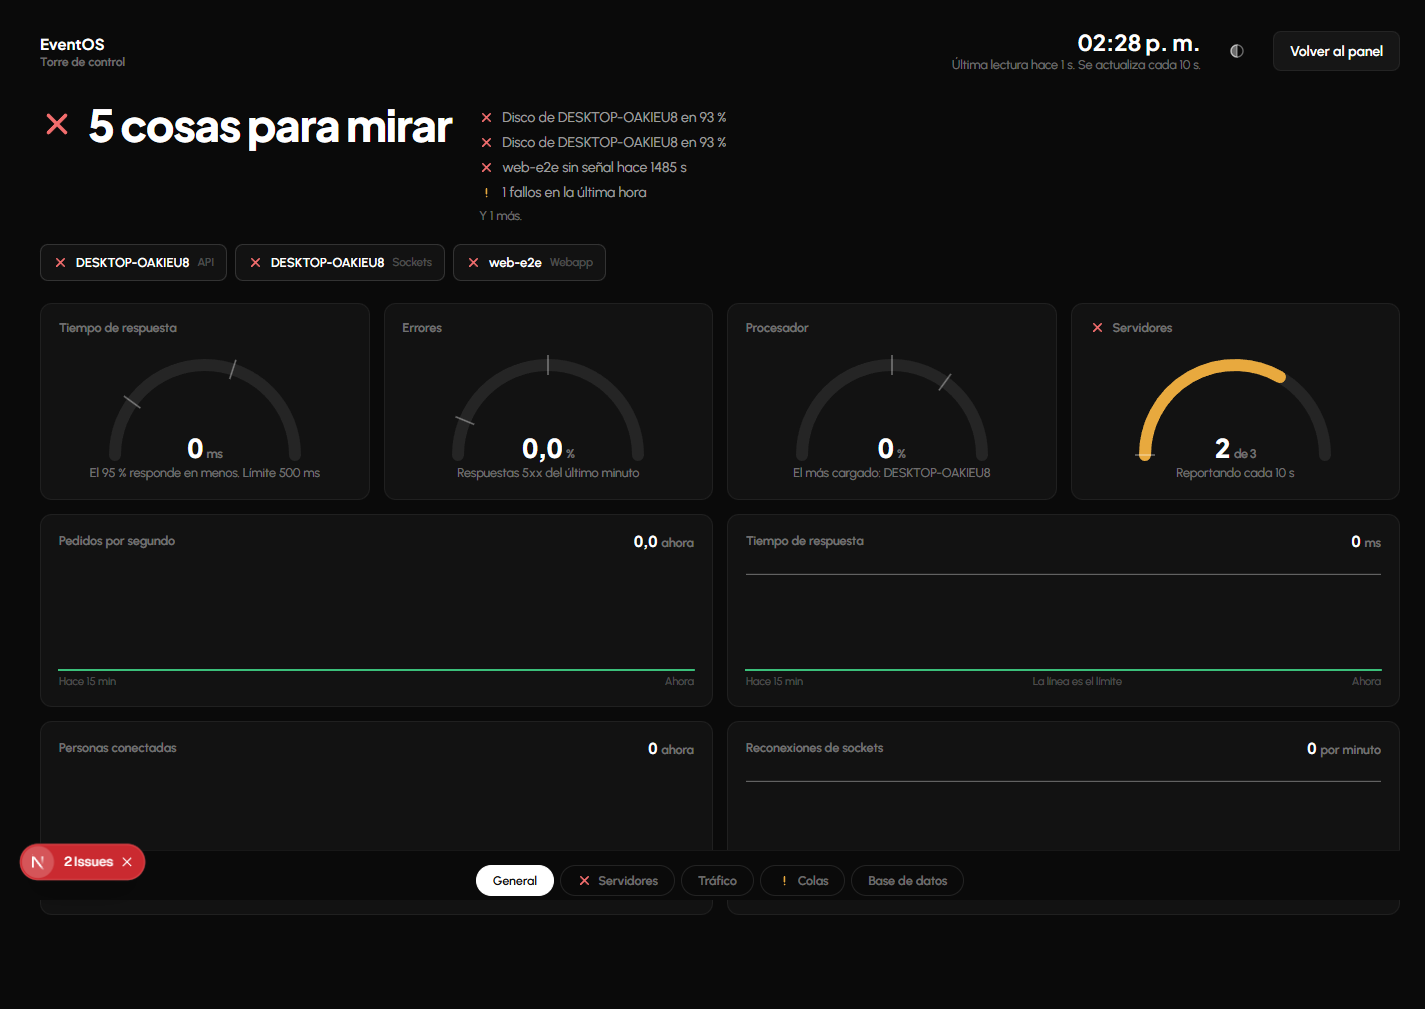 EventOS
Torre de control
02:28 p. m.
Última lectura hace 1 s. Se actualiza cada 10 s.
Volver al panel
5 cosas para mirar
Disco de DESKTOP-OAKIEU8 en 93 %
Disco de DESKTOP-OAKIEU8 en 93 %
web-e2e sin señal hace 1485 s
! 1 fallos en la última hora
Y 1 más.
DESKTOP-OAKIEU8 API
DESKTOP-OAKIEU8 Sockets
web-e2e Webapp
Tiempo de respuesta
0 ms
El 95 % responde en menos. Límite 500 ms
Errores
0,0 %
Respuestas 5xx del último minuto
Procesador
0 %
El más cargado: DESKTOP-OAKIEU8
Servidores
2 de 3
Reportando cada 10 s
Pedidos por segundo
0,0 ahora
Hace 15 min
Ahora
Tiempo de respuesta
0 ms
Hace 15 min
La línea es el límite
Ahora
Personas conectadas
0 ahora
Reconexiones de sockets
0 por minuto
N 2 Issues
General
Servidores
Tráfico
! Colas
Base de datos